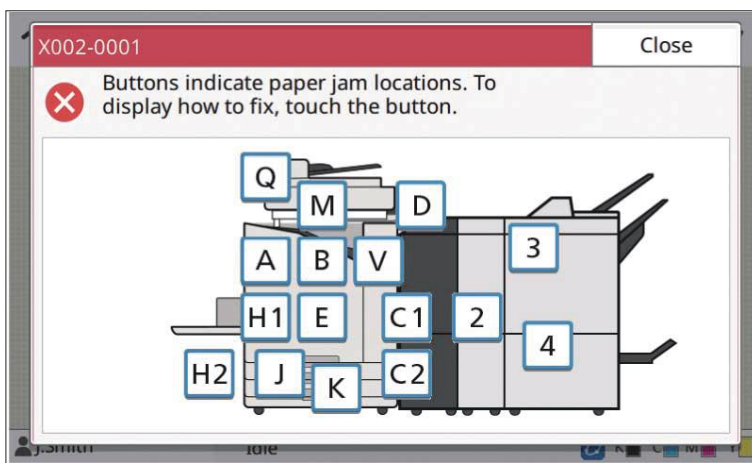 X002-0001 Close
Buttons indicate paper jam locations. To
display how to fix, touch the button.
Q
M D
A B V 3
H1 E C1 2
4
H2 J K C2
J.Smith Idle K C M Y